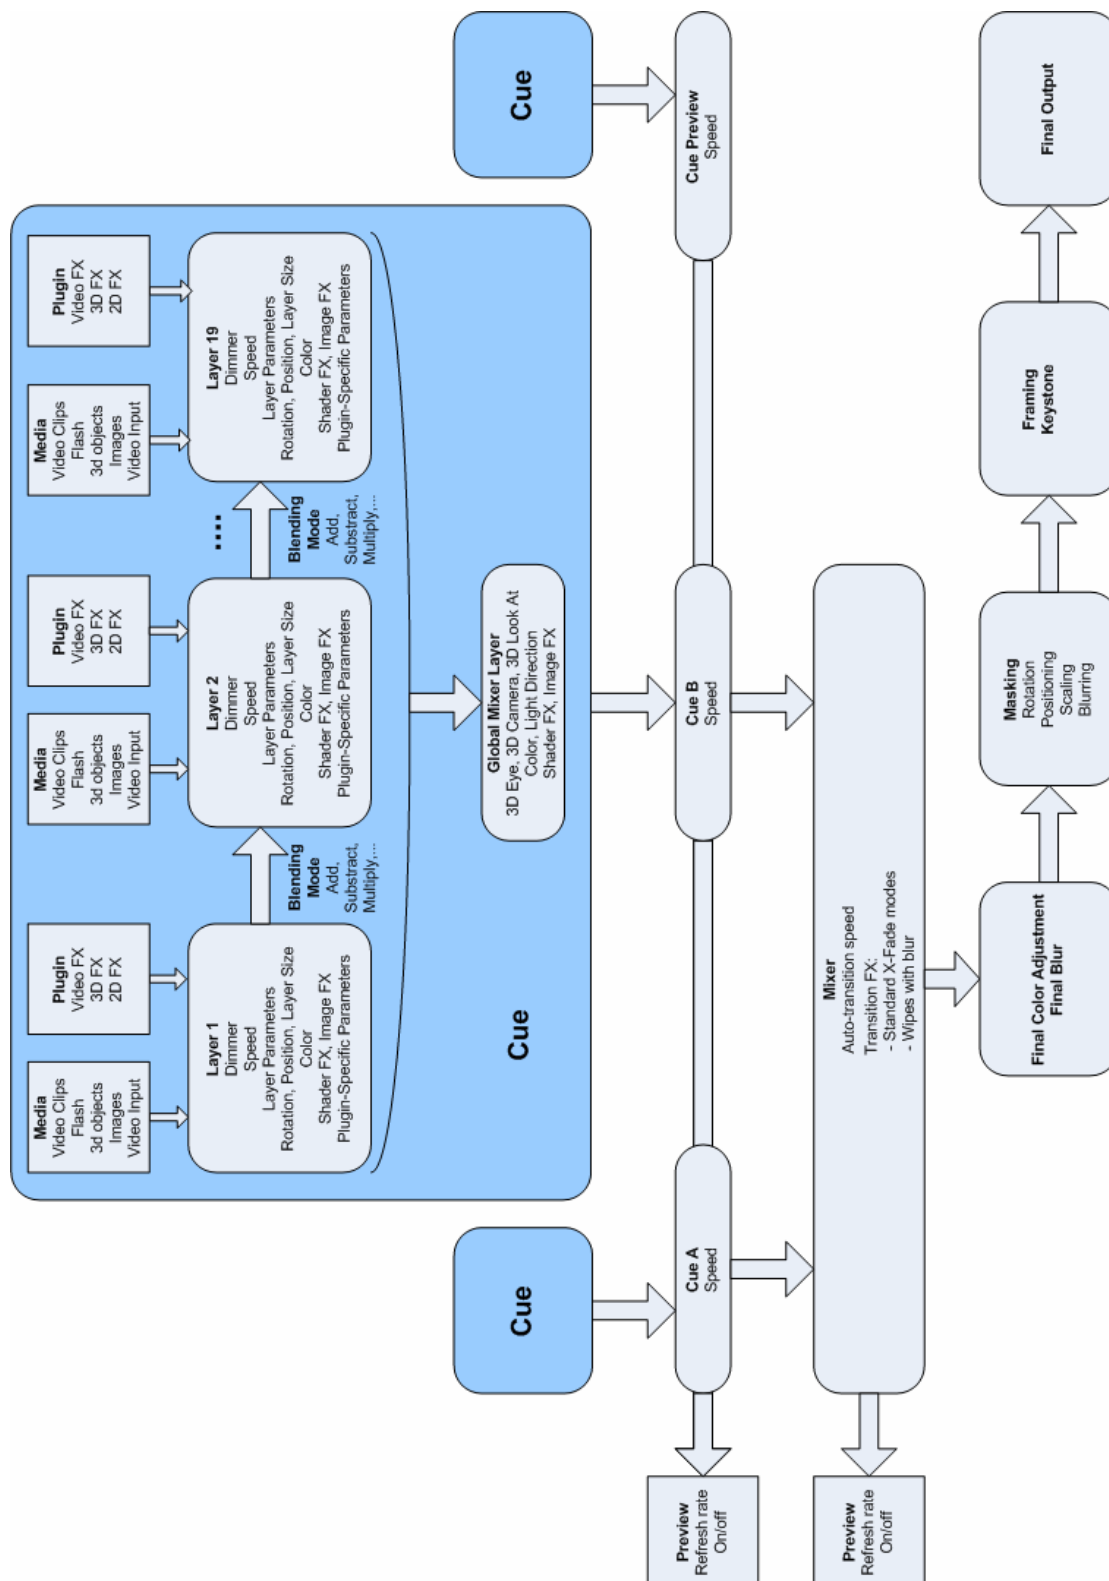 Media
Video Clips
Flash
3d objects
Images
Video Input
Plugin
Video FX
3D FX
2D FX
Media
Video Clips
Flash
3d objects
Images
Video Input
Plugin
Video FX
3D FX
2D FX
Media
Video Clips
Flash
3d objects
Images
Video Input
Plugin
Video FX
3D FX
2D FX
Layer 1
Dimmer
Speed
Layer Parameters
Rotation, Position, Layer Size
Color
Shader FX, Image FX
Plugin-Specific Parameters
Blending
Mode
Add,
Substract,
Multiply,...
Layer 2
Dimmer
Speed
Layer Parameters
Rotation, Position, Layer Size
Color
Shader FX, Image FX
Plugin-Specific Parameters
....
Blending
Mode
Add,
Substract,
Multiply,...
Layer 19
Dimmer
Speed
Layer Parameters
Rotation, Position, Layer Size
Color
Shader FX, Image FX
Plugin-Specific Parameters
Cue
Cue
Global Mixer Layer
3D Eye, 3D Camera, 3D Look At
Color, Light Direction
Shader FX, Image FX
Cue
Preview
Refresh rate
On/off
Cue A
Speed
Cue B
Speed
Cue Preview
Speed
Preview
Refresh rate
On/off
Mixer
Auto-transition speed
Transition FX:
- Standard X-Fade modes
- Wipes with blur
Final Color Adjustment
Final Blur
Masking
Rotation
Positioning
Scaling
Blurring
Framing
Keystone
Final Output